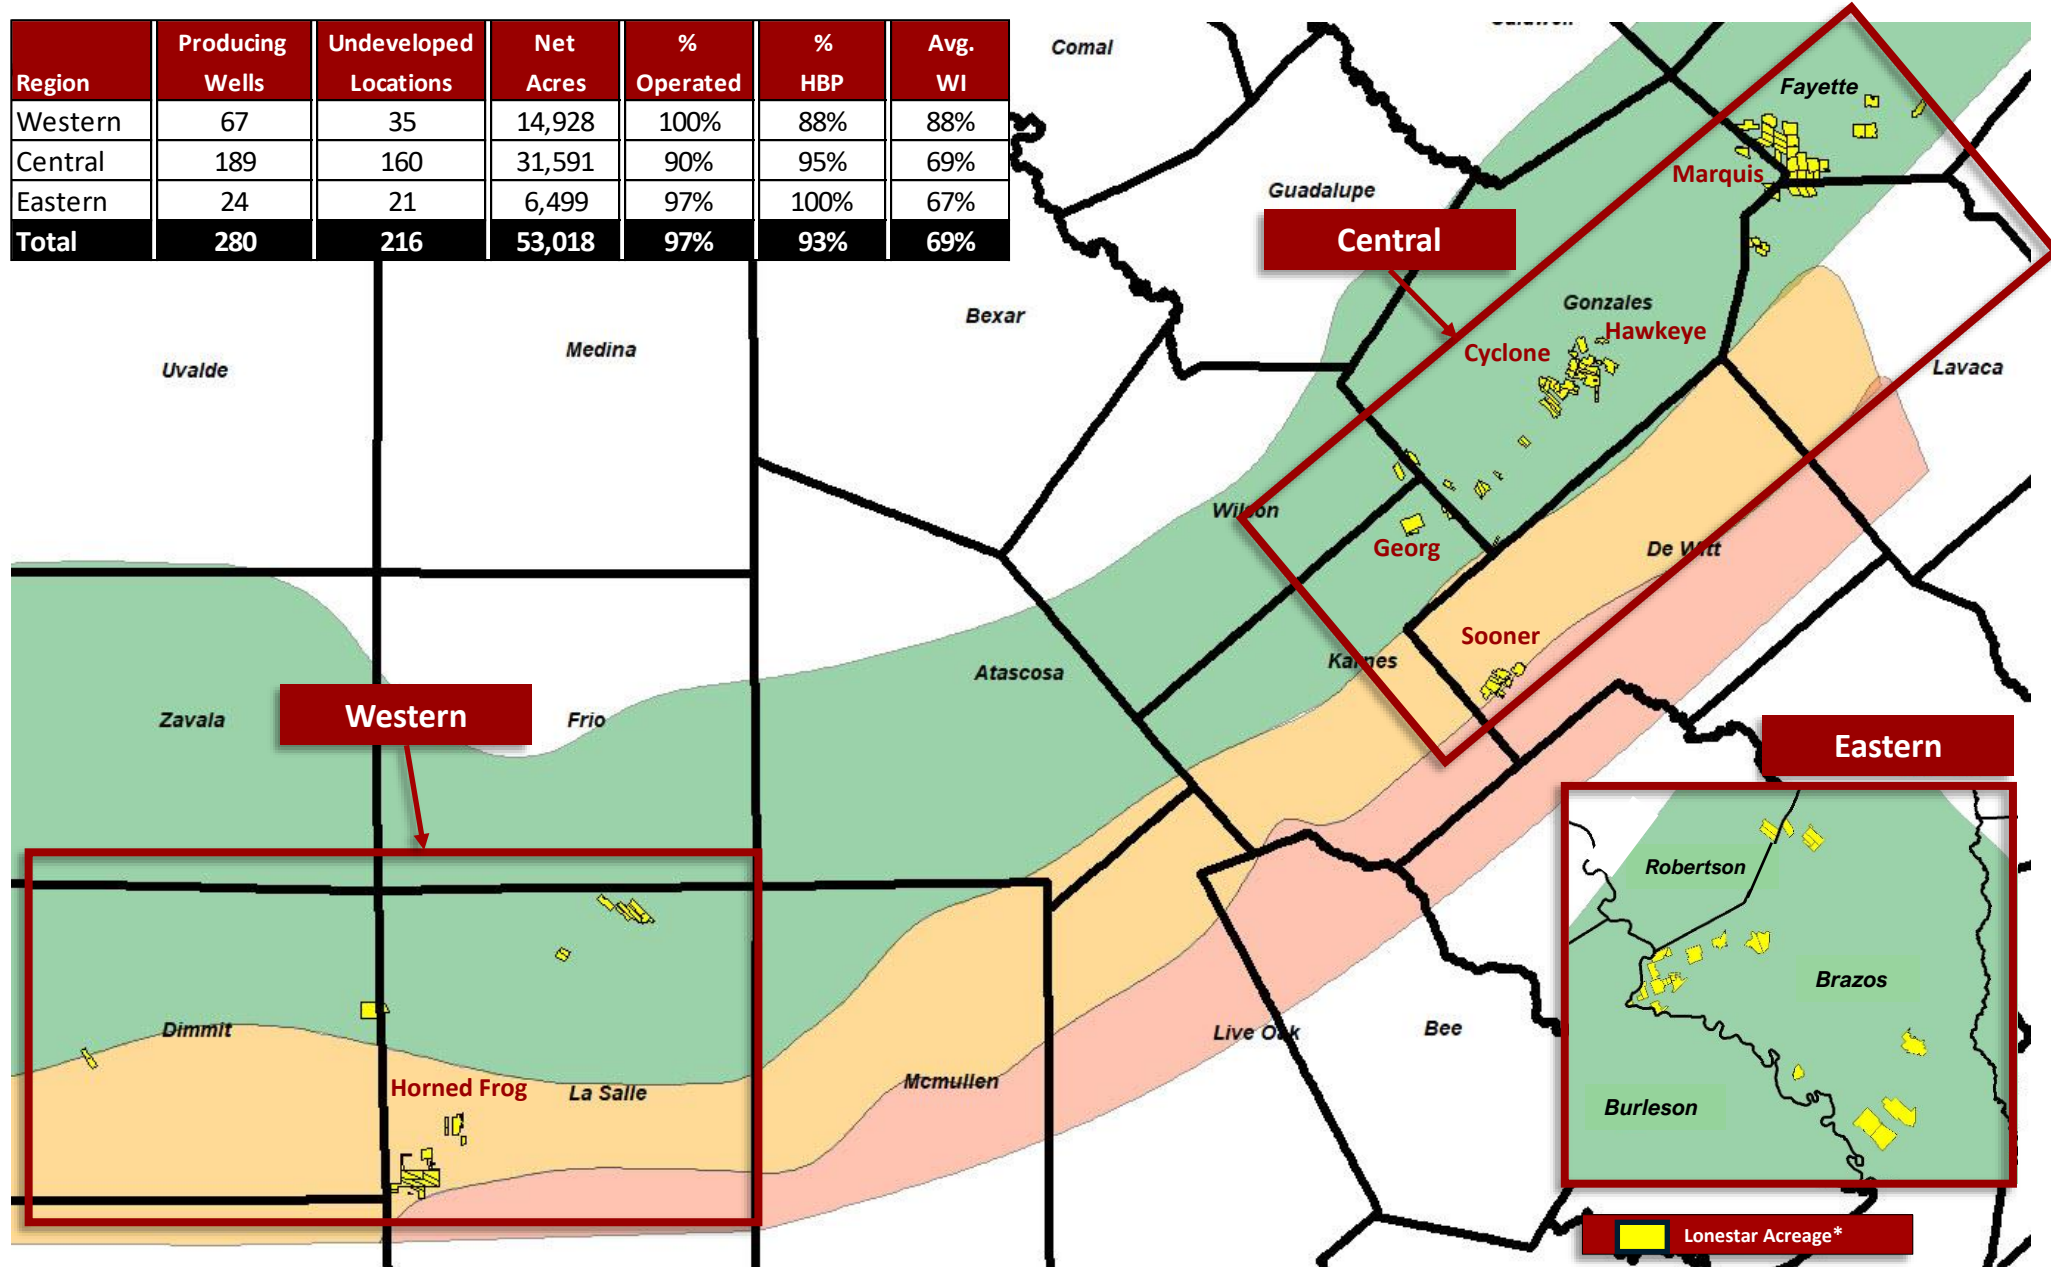 Region Producing Wells Undeveloped Locations Net Acres % Operated % HBP Avg. WI
Western 67 35 14,928 100% 88% 88%
Central 189 160 31,591 90% 95% 69%
Eastern 24 21 6,499 97% 100% 67%
Total 280 216 53,018 97% 93% 69%
Comal
Fayette
Marquis
Guadalupe
Central
Gonzales
Hawkeye
Cyclone
Bexar
Medina
Uvalde
Lavaca
Wilson
Georg
De Witt
Sooner
Karnes
Atascosa
Zavala
Western
Frio
Eastern
Robertson
Brazos
Burleson
Dimmit
Horned Frog
La Salle
Mcmullen
Live Oak
Bee
Lonestar Acreage*